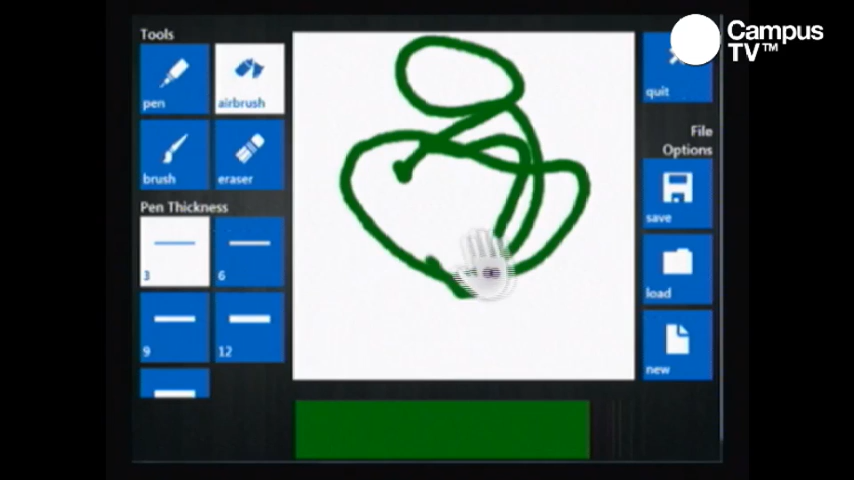 Tools
pen
airbrush
brush
eraser
Pen Thickness
3
6
9
12
quit
File
Options
save
load
new
Campus
TV™